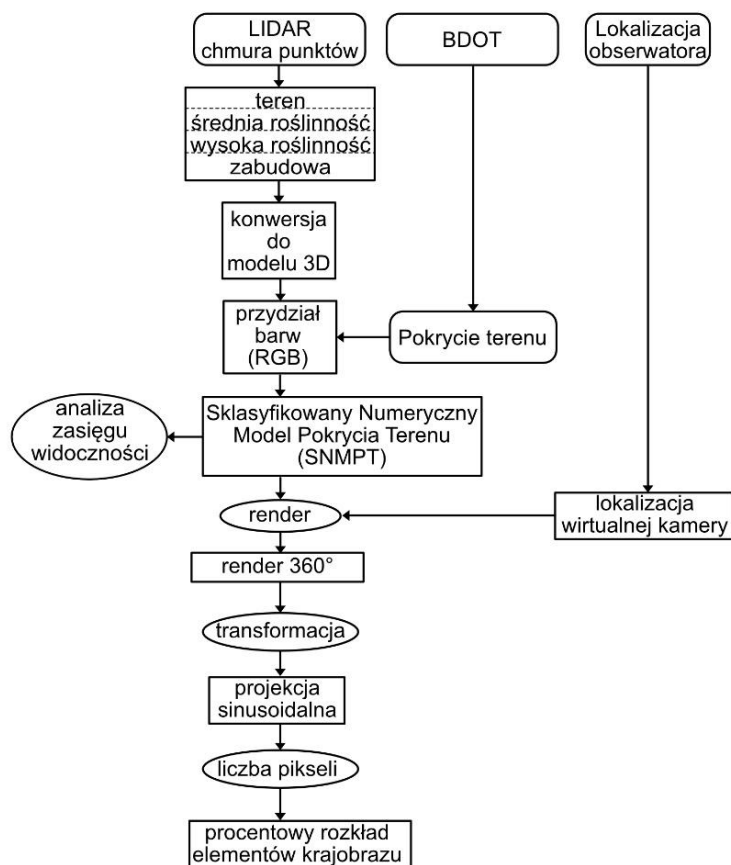 LIDAR
chmura punktów
BDOT
Lokalizacja
obserwatora
teren
średnia roślinność
wysoka roślinność
zabudowa
konwersja
do
modelu 3D
przydział
barw
(RGB)
Pokrycie terenu
analiza
zasięgu
widoczności
Sklasyfikowany Numeryczny
Model Pokrycia Terenu
(SNMPT)
render
lokalizacja
wirtualnej kamery
render 360°
transformacja
projekcja
sinusoidalna
liczba pikseli
procentowy rozkład
elementów krajobrazu